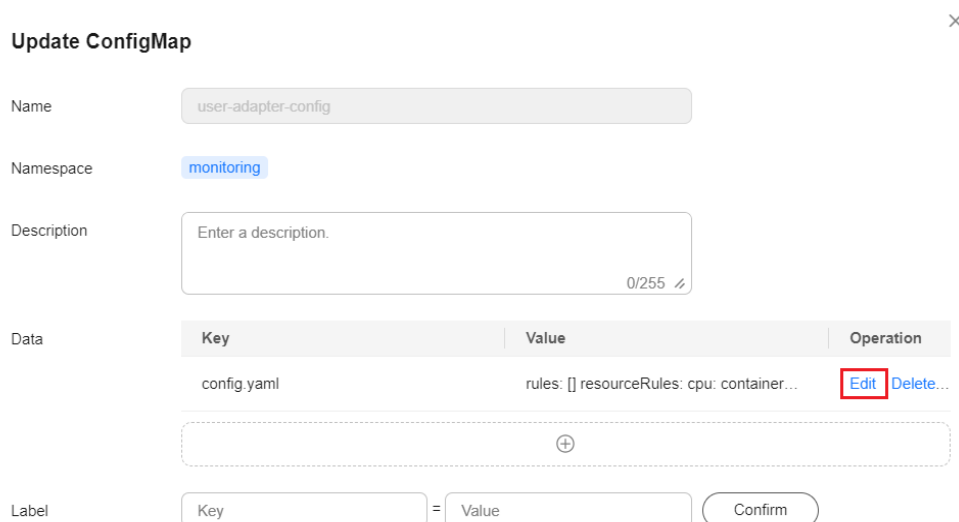 Update ConfigMap
Name user-adapter-config
Namespace monitoring
Description Enter a description.
0/255
Data Key Value Operation
config.yaml rules: [] resourceRules: cpu: container... Edit Delete...
Label Key = Value Confirm